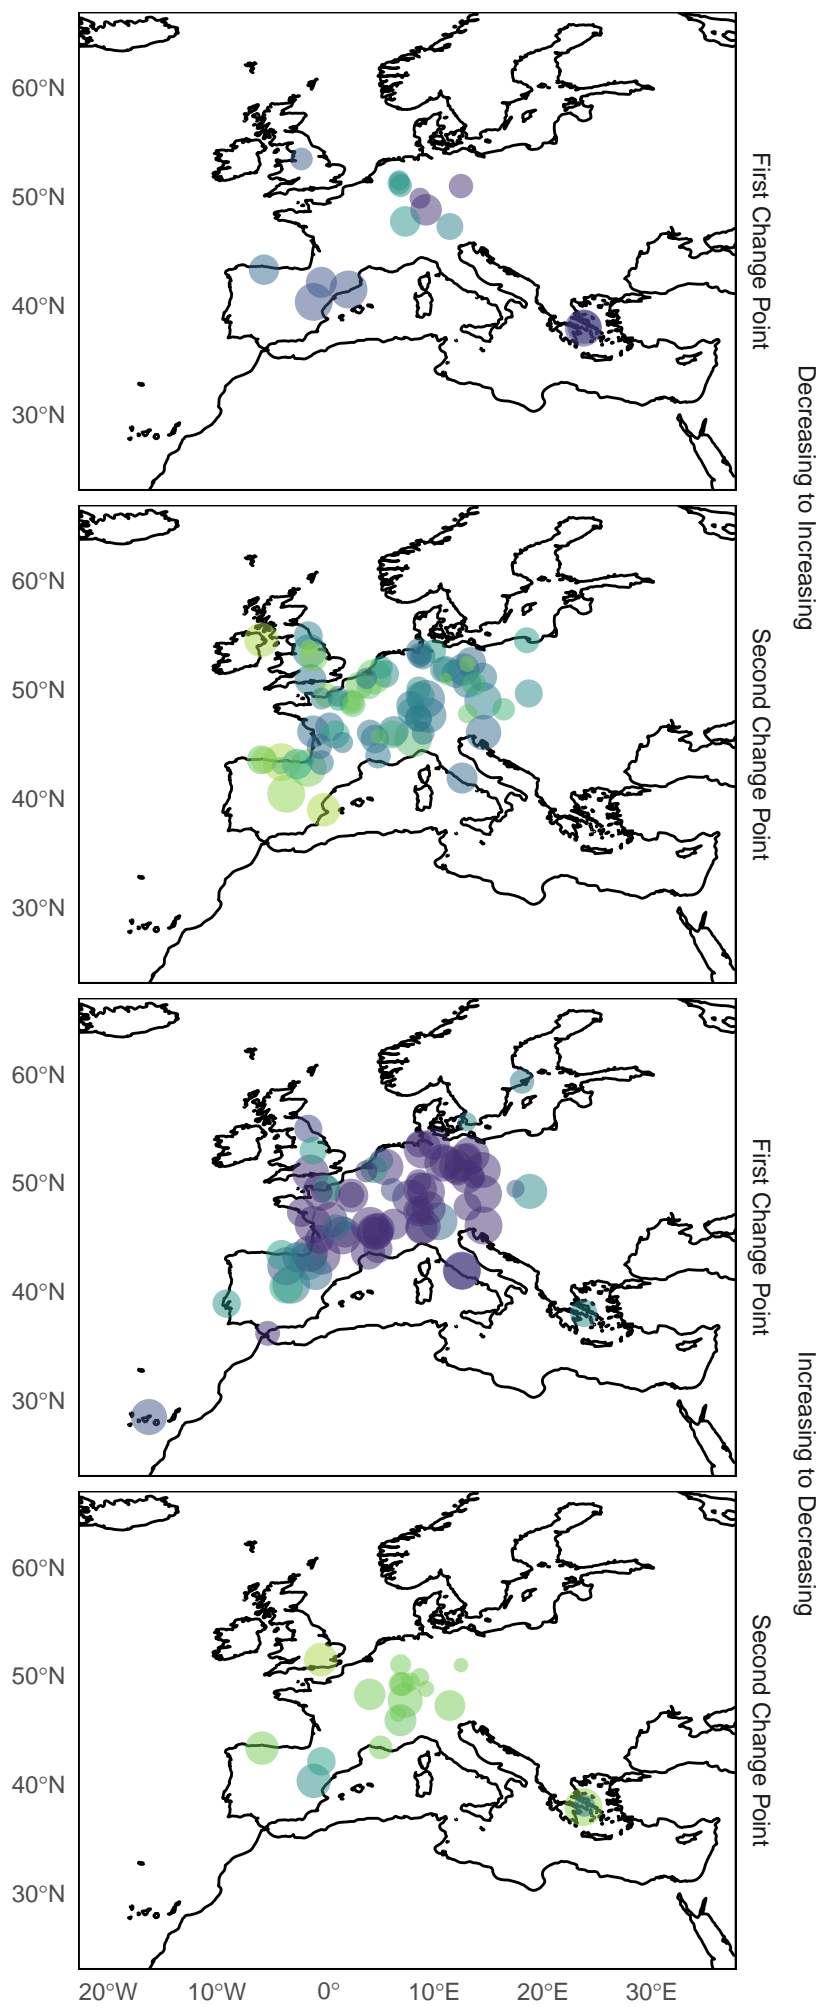 60°N
50°N
40°N
30°N
First Change Point
Decreasing to Increasing
60°N
50°N
40°N
30°N
Second Change Point
60°N
50°N
40°N
30°N
First Change Point
Increasing to Decreasing
60°N
50°N
40°N
30°N
Second Change Point
20°W 10°W 0° 10°E 20°E 30°E